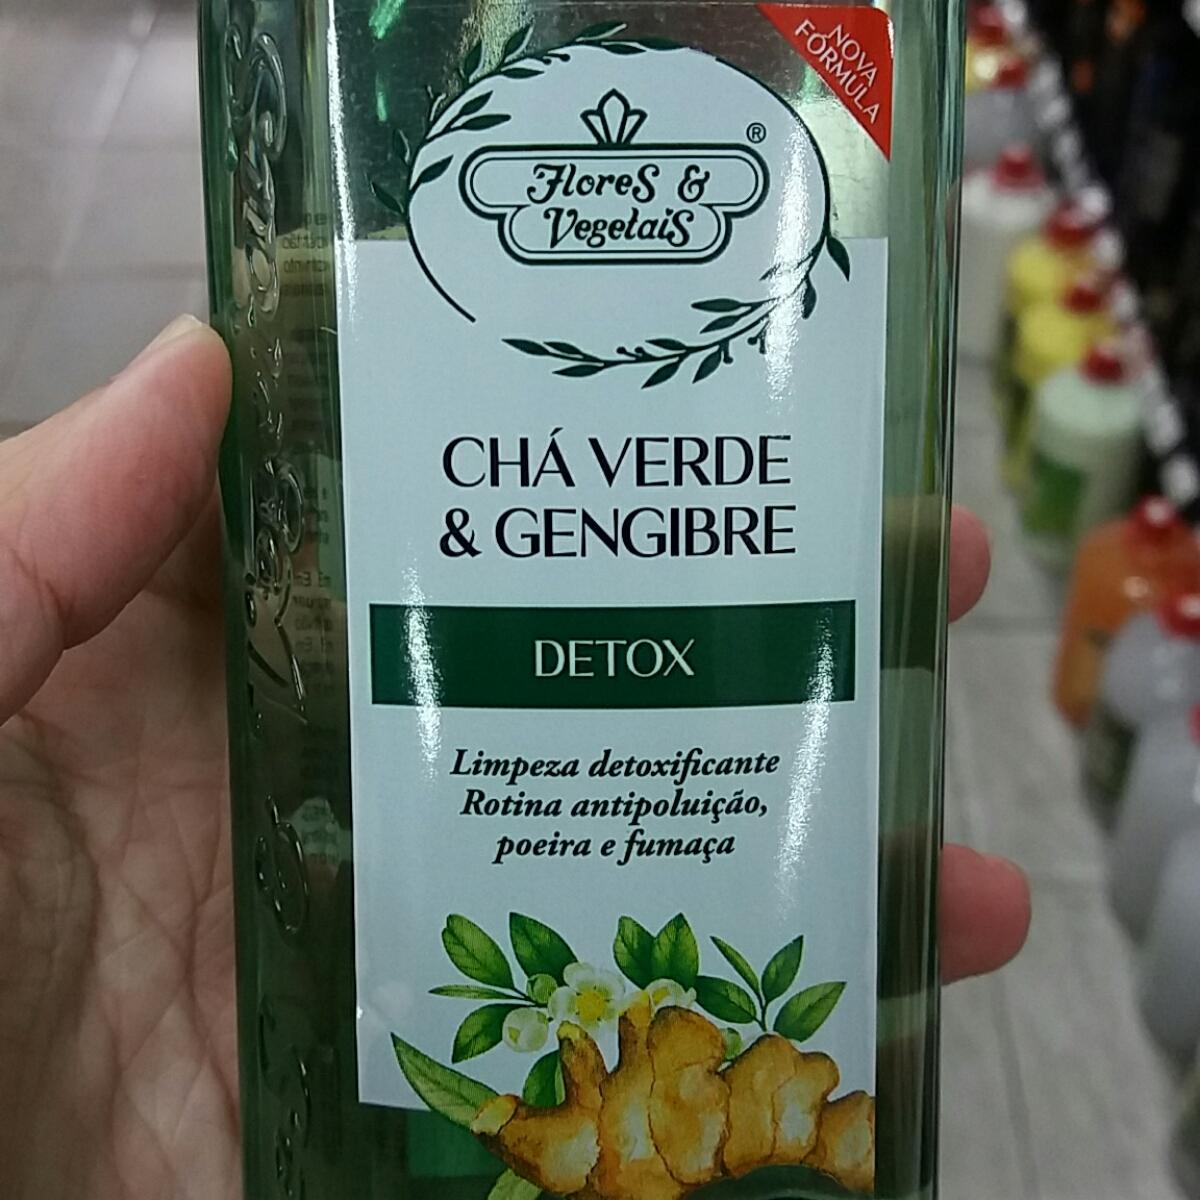 NOVA
FÓRMULA
®
Flores &
Vegetais
CHÁ VERDE
& GENGIBRE
DETOX
Limpeza detoxificante
Rotina antipoluição,
poeira e fumaça